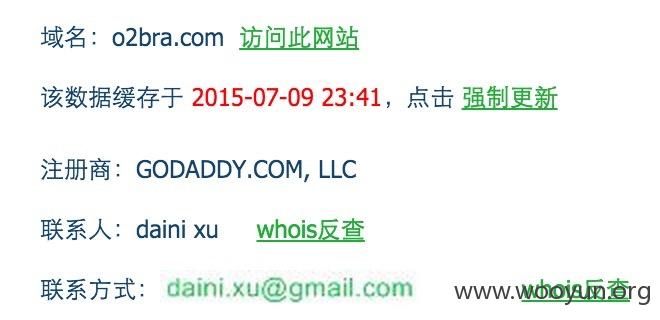 域名：o2bra.com 访问此网站
该数据缓存于 2015-07-09 23:41，点击 强制更新
注册商：GODADDY.COM, LLC
联系人：daini xu whois反查
联系方式： daini.xu@gmail.com whois反查
www.wooyun.org